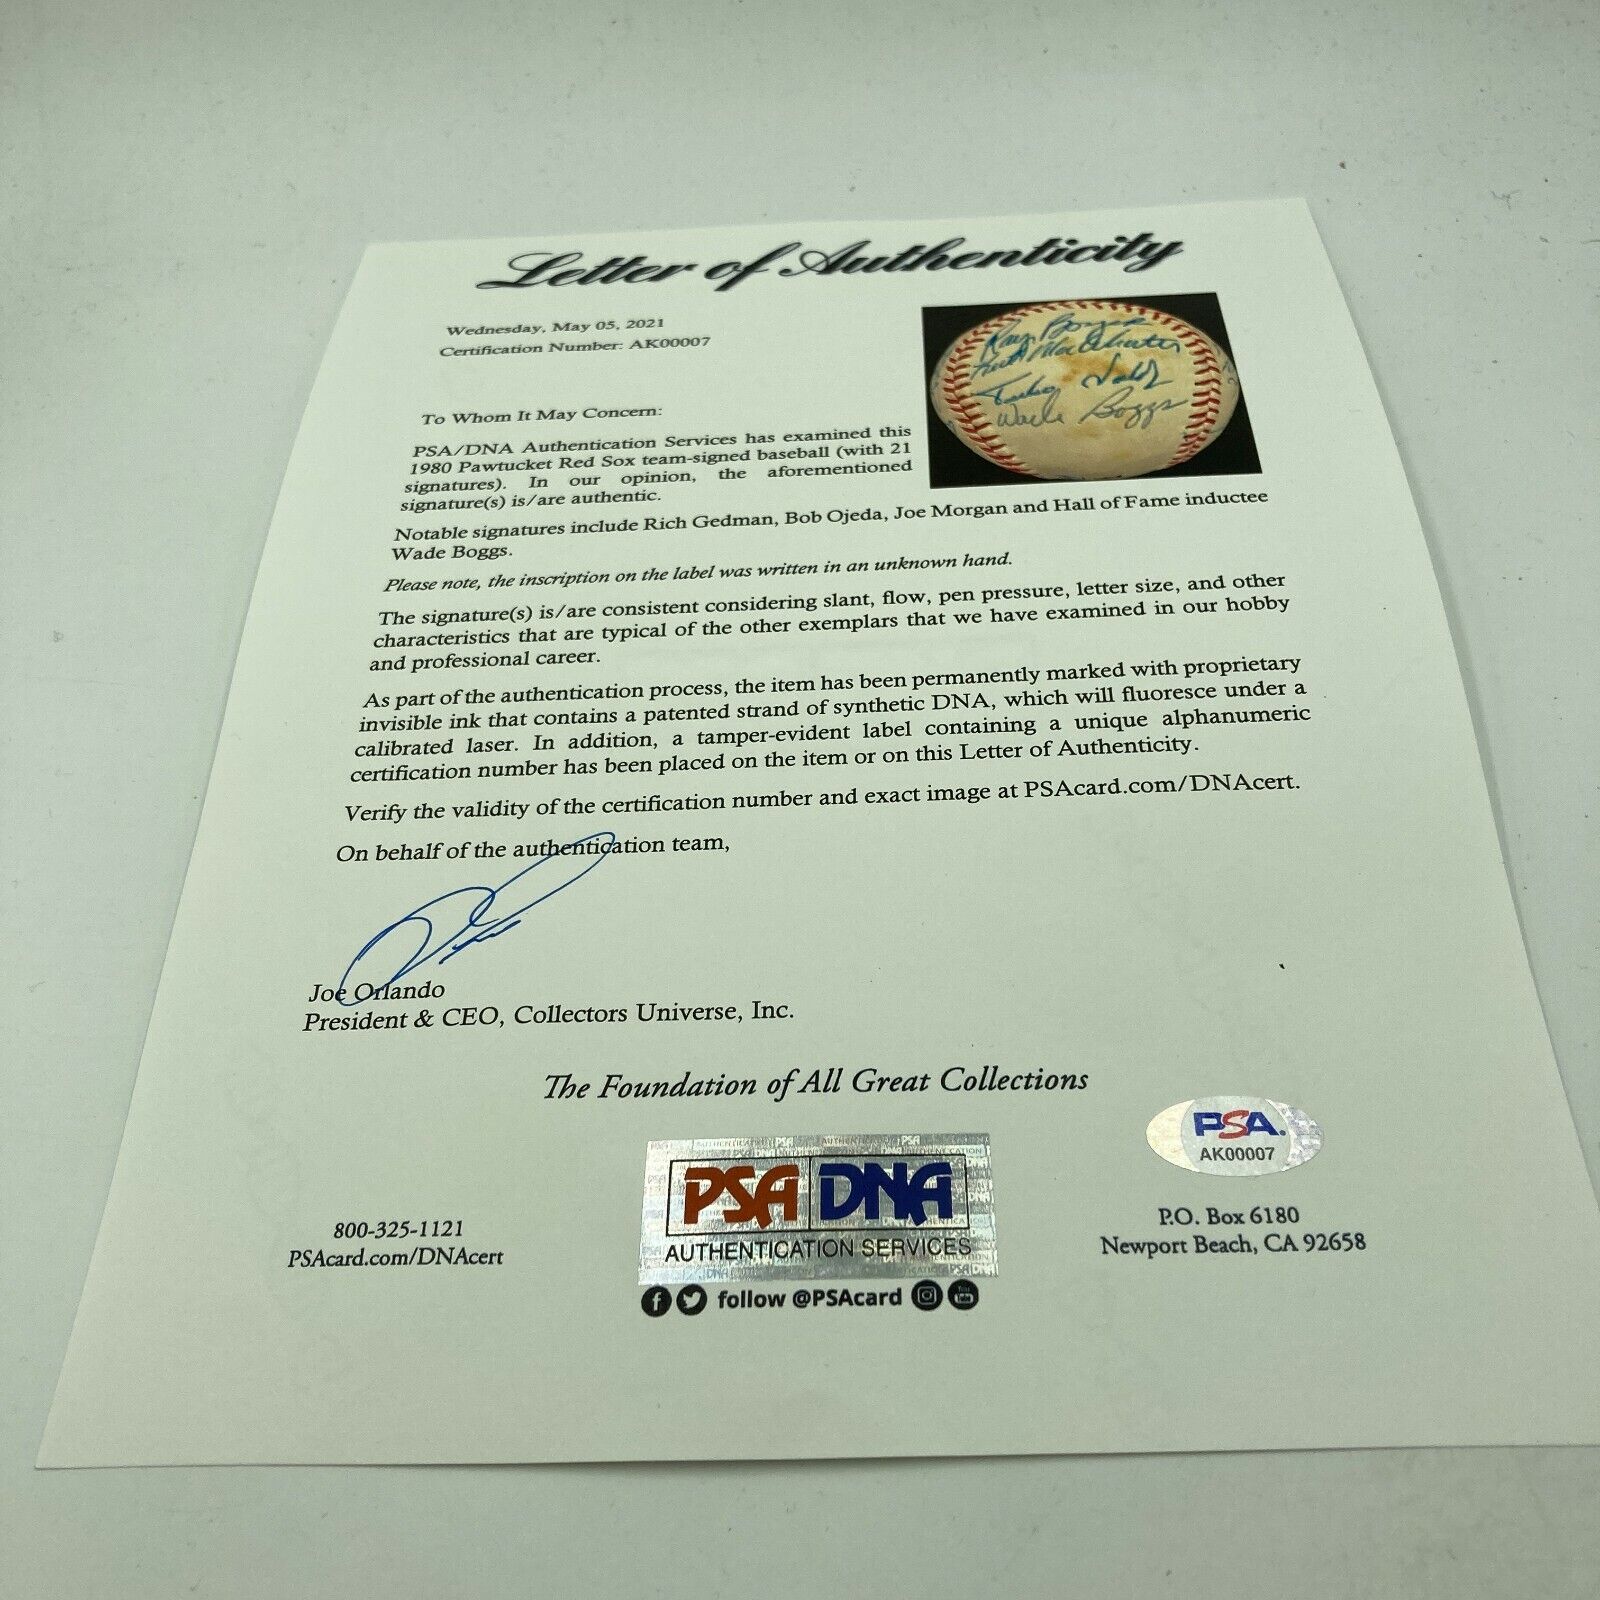 Letter of Authenticity
Wednesday, May 05, 2021
Certification Number: AK00007
To Whom It May Concern:
PSA/DNA Authentication Services has examined this
1980 Pawtucket Red Sox team-signed baseball (with 21
signatures). In our opinion, the aforementioned
signature(s) is/are authentic.
Wade Boggs
Notable signatures include Rich Gedman, Bob Ojeda, Joe Morgan and Hall of Fame inductee
Wade Boggs.
Please note, the inscription on the label was written in an unknown hand.
The signature(s) is/are consistent considering slant, flow, pen pressure, letter size, and other
characteristics that are typical of the other exemplars that we have examined in our hobby
and professional career.
As part of the authentication process, the item has been permanently marked with proprietary
invisible ink that contains a patented strand of synthetic DNA, which will fluoresce under a
calibrated laser. In addition, a tamper-evident label containing a unique alphanumeric
certification number has been placed on the item or on this Letter of Authenticity.
Verify the validity of the certification number and exact image at PSAcard.com/DNAcert.
On behalf of the authentication team,
Joe Orlando
President & CEO, Collectors Universe, Inc.
The Foundation of All Great Collections
PSA.
AK00007
PSA DNA
AUTHENTICATION SERVICES
800-325-1121
PSAcard.com/DNAcert
P.O. Box 6180
Newport Beach, CA 92658
follow @PSAcard